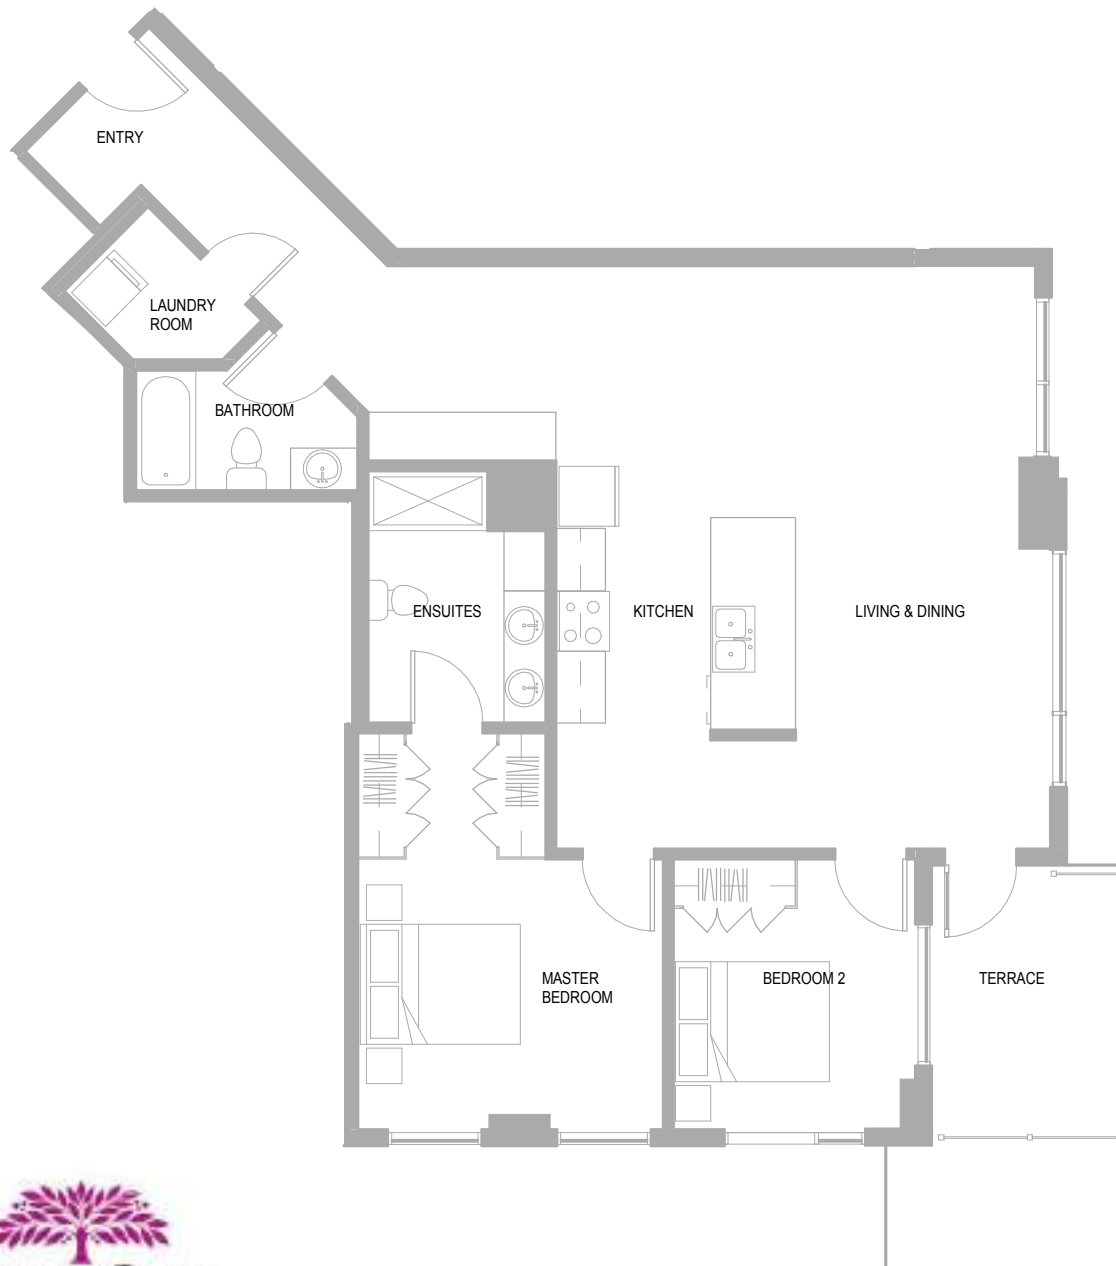 ENTRY
LAUNDRY
ROOM
BATHROOM
ENSUITES
KITCHEN
LIVING & DINING
MASTER
BEDROOM
BEDROOM 2
TERRACE